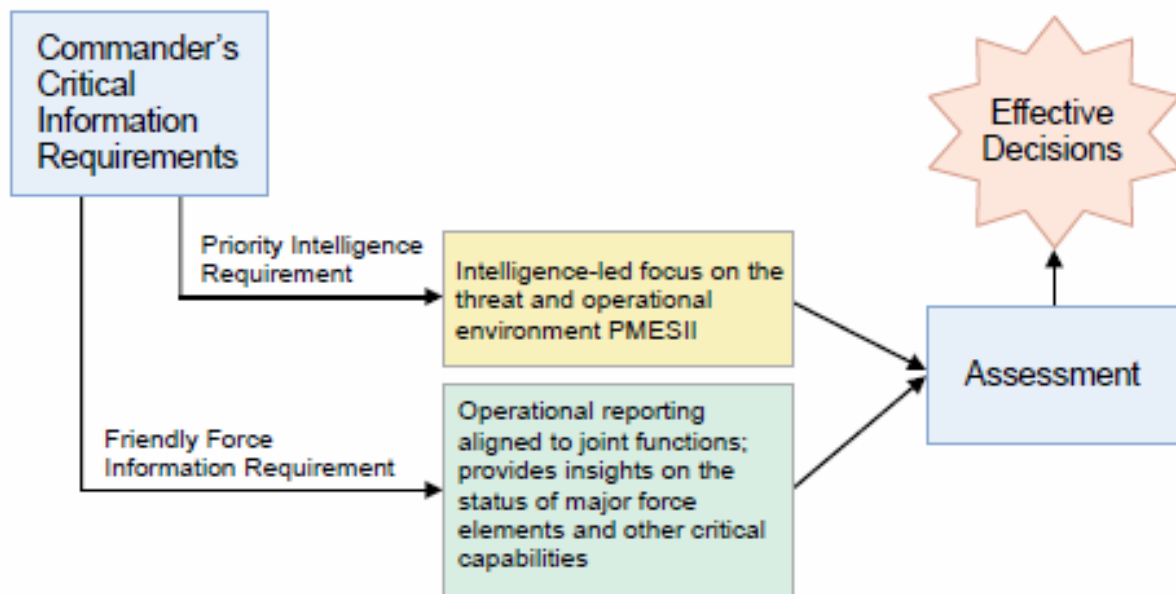 Commander's
Critical
Information
Requirements
Effective
Decisions
Priority Intelligence
Requirement
Intelligence-led focus on the
threat and operational
environment PMESII
Assessment
Friendly Force
Information Requirement
Operational reporting
aligned to joint functions;
provides insights on the
status of major force
elements and other critical
capabilities